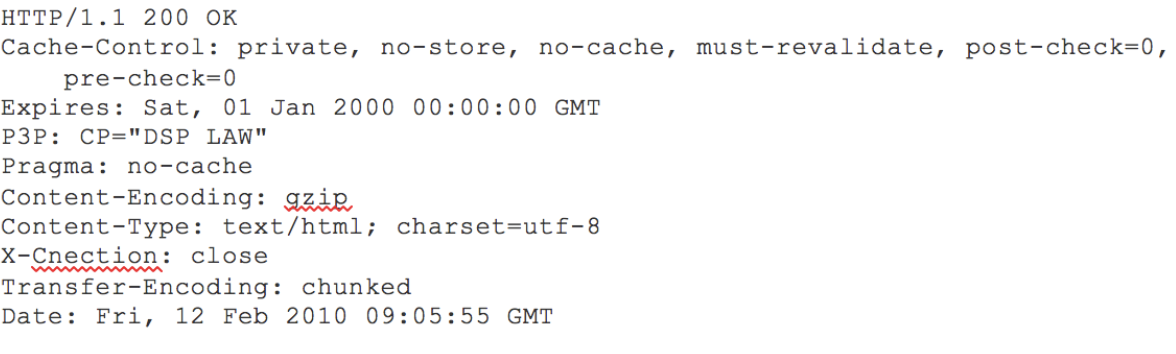 HTTP/1.1 200 OK
Cache-Control: private, no-store, no-cache, must-revalidate, post-check=0,
pre-check=0
Expires: Sat, 01 Jan 2000 00:00:00 GMT
P3P: CP="DSP LAW"
Pragma: no-cache
Content-Encoding: gzip
Content-Type: text/html; charset=utf-8
X-Cnection: close
Transfer-Encoding: chunked
Date: Fri, 12 Feb 2010 09:05:55 GMT